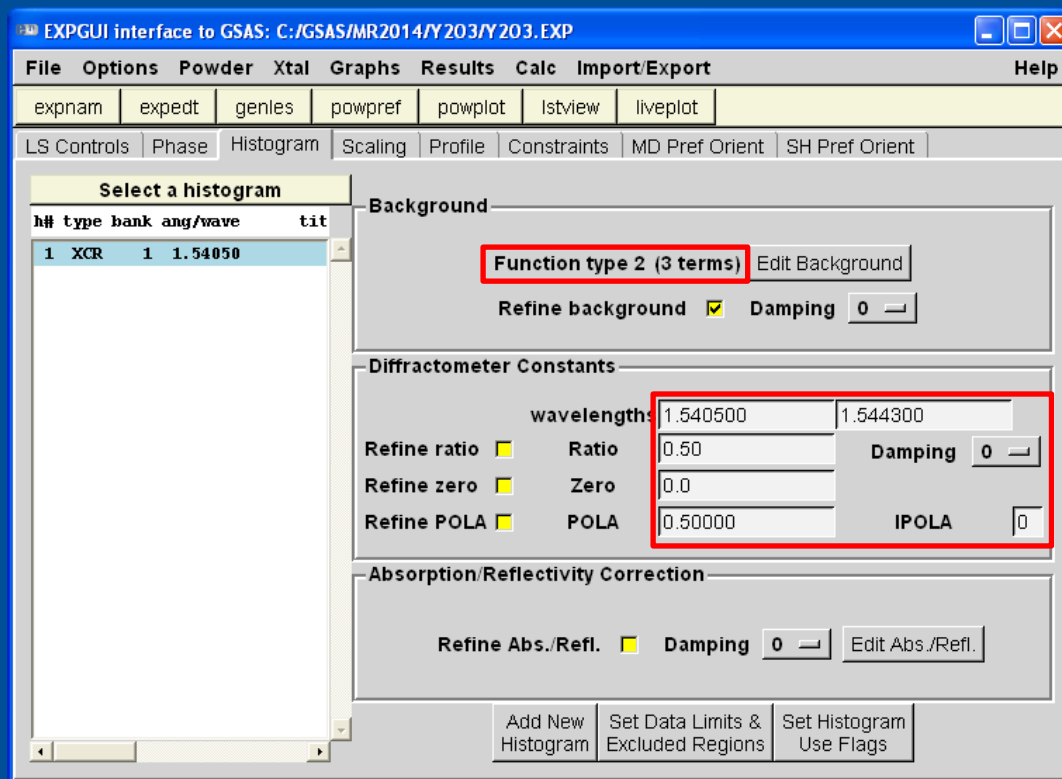 EXPGUI interface to GSAS: C:/GSAS/MR2014/Y2O3/Y2O3.EXP
File Options Powder Xtal Graphs Results Calc Import/Export Help
expnam expedt genles powpref powplot lstview liveplot
LS Controls Phase Histogram Scaling Profile Constraints MD Pref Orient SH Pref Orient
Select a histogram
h# type bank ang/wave tit
1 XCR 1 1.54050
Background
Function type 2 (3 terms) Edit Background
Refine background Damping 0
Diffractometer Constants
wavelengths 1.540500 1.544300
Refine ratio Ratio 0.50 Damping 0
Refine zero Zero 0.0
Refine POLA POLA 0.50000 IPOLA 0
Absorption/Reflectivity Correction
Refine Abs./Refl. Damping 0 Edit Abs./Refl.
Add New Histogram
Set Data Limits & Excluded Regions
Set Histogram Use Flags